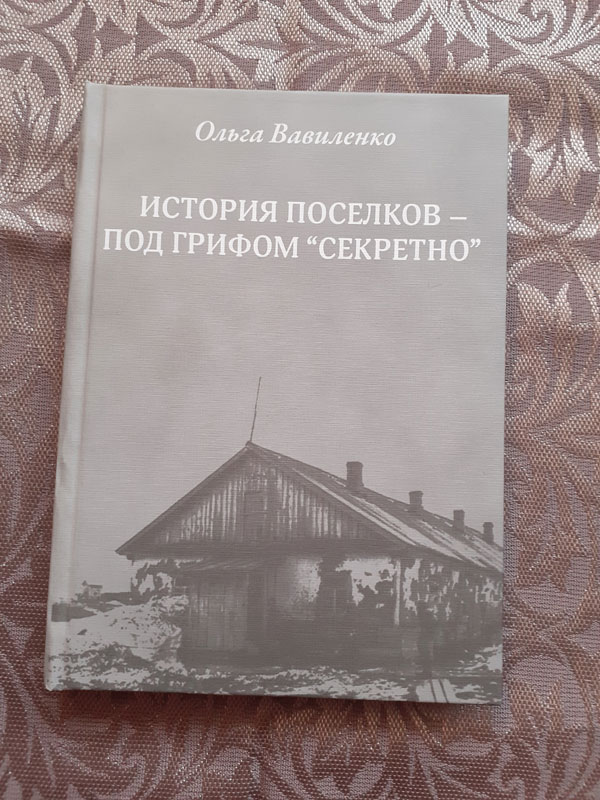 Ольга Вавиленко
ИСТОРИЯ ПОСЕЛКОВ –
ПОД ГРИФОМ “СЕКРЕТНО”